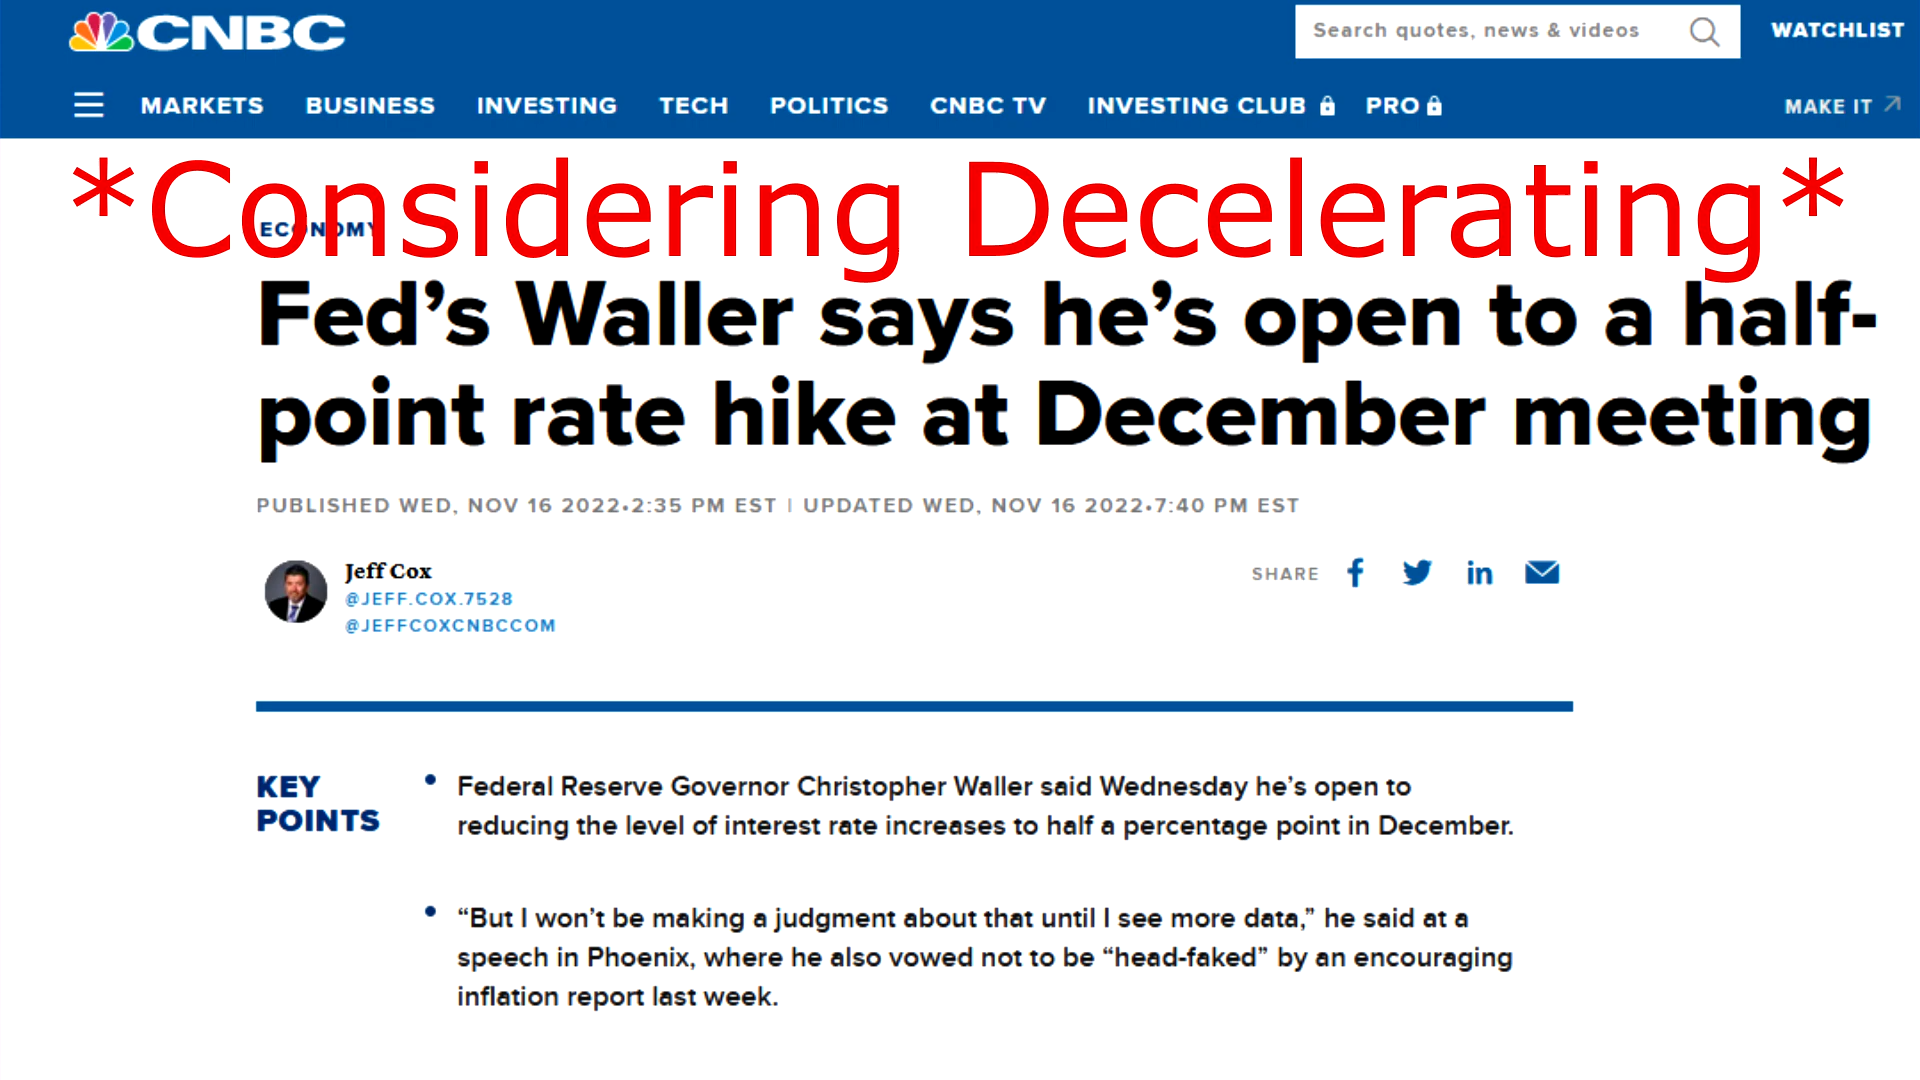 CNBC
Search quotes, news & videos
WATCHLIST
MARKETS BUSINESS INVESTING TECH POLITICS CNBC TV INVESTING CLUB PRO MAKE IT
*Considering Decelerating*
ECONOMY
Fed’s Waller says he’s open to a half-
point rate hike at December meeting
PUBLISHED WED, NOV 16 2022•2:35 PM EST | UPDATED WED, NOV 16 2022•7:40 PM EST
Jeff Cox
@JEFF.COX.7528
@JEFFCOXCNBCCOM
SHARE
KEY
POINTS
• Federal Reserve Governor Christopher Waller said Wednesday he’s open to
reducing the level of interest rate increases to half a percentage point in December.
• “But I won’t be making a judgment about that until I see more data,” he said at a
speech in Phoenix, where he also vowed not to be “head-faked” by an encouraging
inflation report last week.